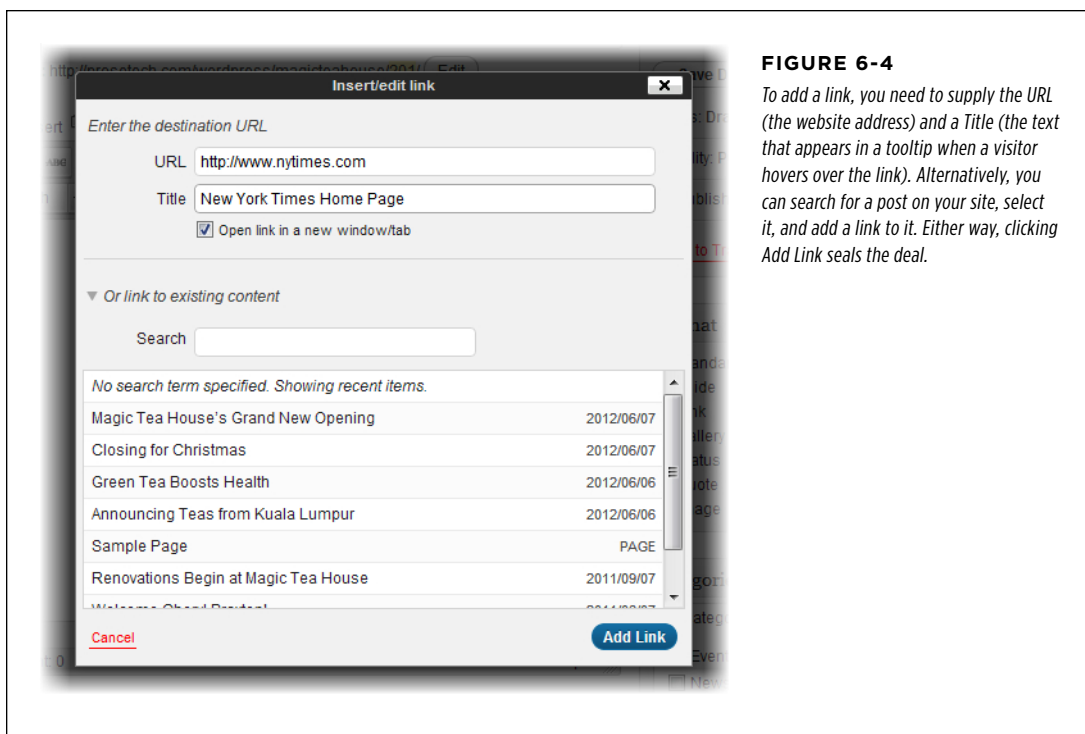 http://prosetech.com/wordpress/magicteahouse/201/ Edit
Insert/edit link
Enter the destination URL
URL http://www.nytimes.com
Title New York Times Home Page
Open link in a new window/tab
Or link to existing content
Search
No search term specified. Showing recent items.
Magic Tea House's Grand New Opening 2012/06/07
Closing for Christmas 2012/06/07
Green Tea Boosts Health 2012/06/06
Announcing Teas from Kuala Lumpur 2012/06/06
Sample Page PAGE
Renovations Begin at Magic Tea House 2011/09/07
Cancel Add Link
FIGURE 6-4
To add a link, you need to supply the URL
(the website address) and a Title (the text
that appears in a tooltip when a visitor
hovers over the link). Alternatively, you
can search for a post on your site, select
it, and add a link to it. Either way, clicking
Add Link seals the deal.